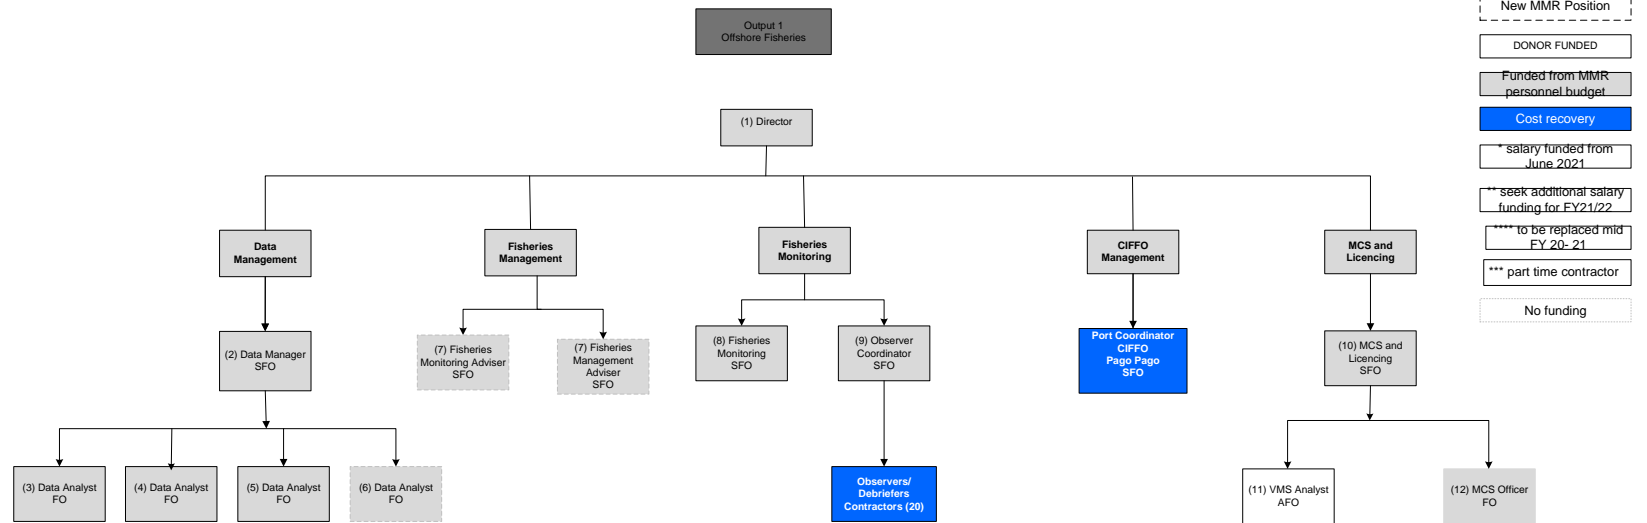 New MMR Position
Output 1
Offshore Fisheries
DONOR FUNDED
Funded from MMR
personnel budget
Cost recovery
(1) Director
* salary funded from
June 2021
** seek additional salary
funding for FY21/22
**** to be replaced mid
FY 20- 21
*** part time contractor
No funding
Data
Management
Fisheries
Management
Fisheries
Monitoring
CIFFO
Management
MCS and
Licencing
(2) Data Manager
SFO
(7) Fisheries
Monitoring Adviser
SFO
(7) Fisheries
Management
Adviser
SFO
(8) Fisheries
Monitoring
SFO
(9) Observer
Coordinator
SFO
Port Coordinator
CIFFO
Pago Pago
SFO
(10) MCS and
Licencing
SFO
(3) Data Analyst
FO
(4) Data Analyst
FO
(5) Data Analyst
FO
(6) Data Analyst
FO
Observers/
Debriefers
Contractors (20)
(11) VMS Analyst
AFO
(12) MCS Officer
FO